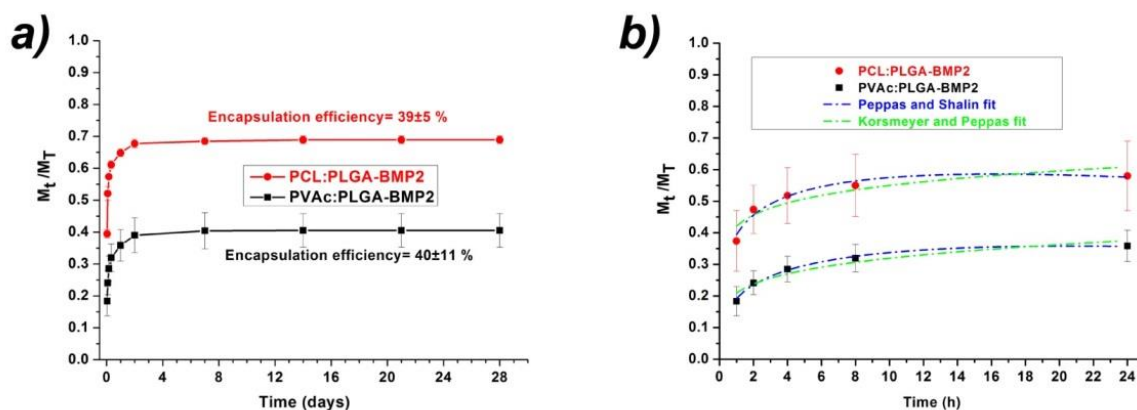 a)
1.0
0.9
0.8
0.7
0.6
0.5
0.4
0.3
0.2
0.1
0.0
Mt/MT
Encapsulation efficiency= 39±5 %
PCL:PLGA-BMP2
PVAc:PLGA-BMP2
Encapsulation efficiency= 40±11 %
0 4 8 12 16 20 24 28
Time (days)
b)
1.0
0.9
0.8
0.7
0.6
0.5
0.4
0.3
0.2
0.1
0.0
Mt/MT
PCL:PLGA-BMP2
PVAc:PLGA-BMP2
Peppas and Shalin fit
Korsmeyer and Peppas fit
0 2 4 6 8 10 12 14 16 18 20 22 24
Time (h)